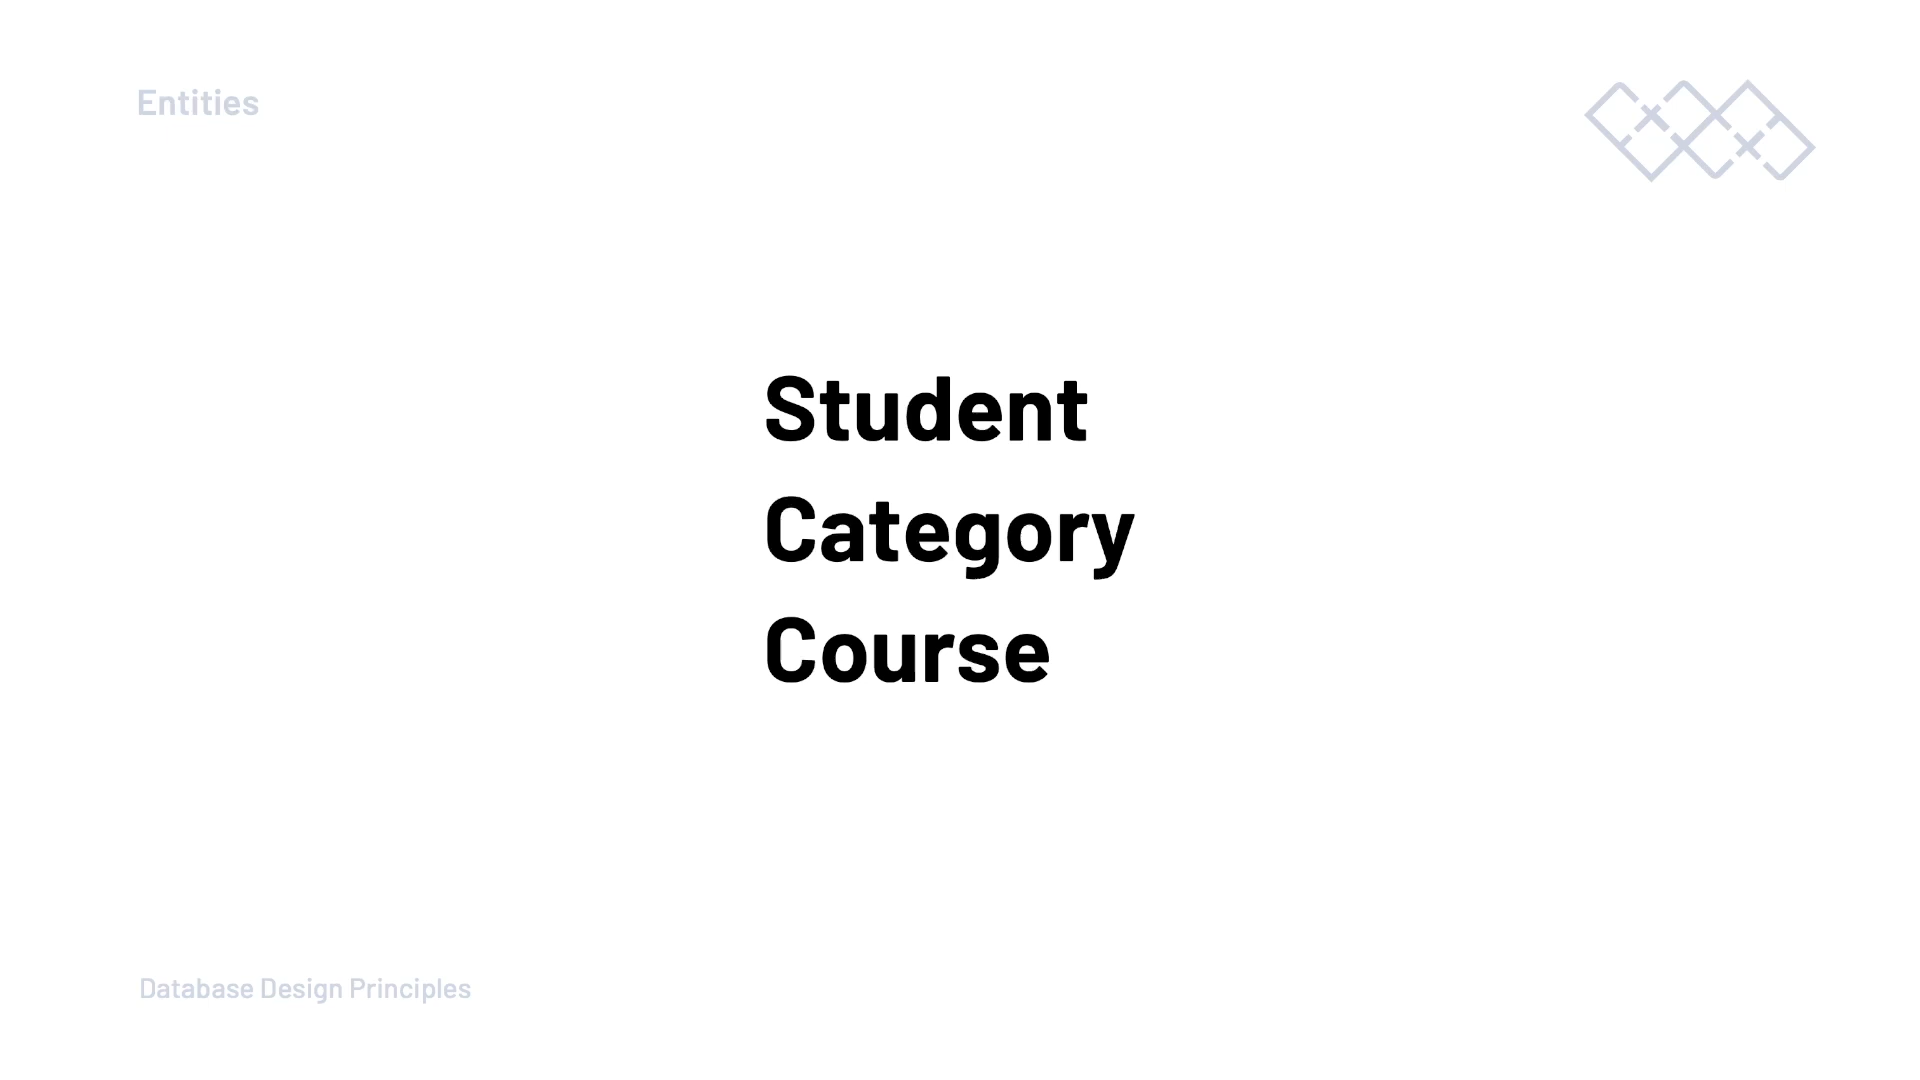 Entities
Student
Category
Course
Database Design Principles